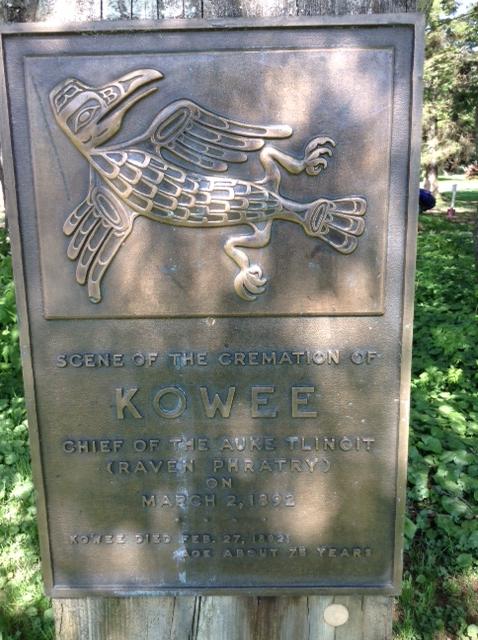 SCENE OF THE CREMATION OF
KOWEE
CHIEF OF THE AUKE TLINGIT
(RAVEN PHRATRY)
ON
MARCH 2, 1892
KOWEE DIED FEB. 27, 1892;
AGE ABOUT 75 YEARS